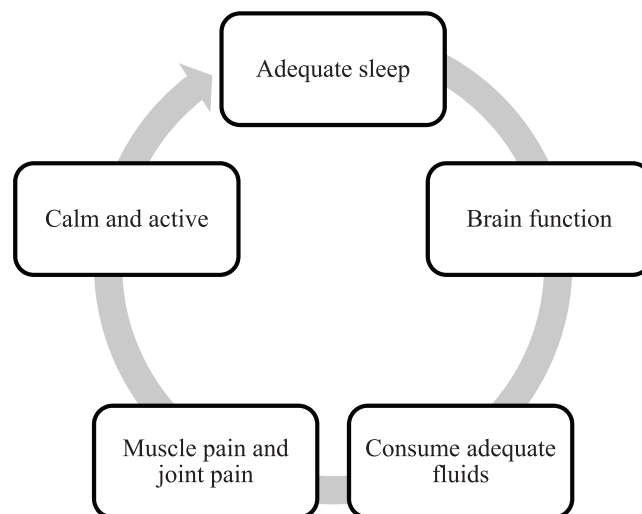 Adequate sleep
Brain function
Consume adequate
fluids
Muscle pain and
joint pain
Calm and active